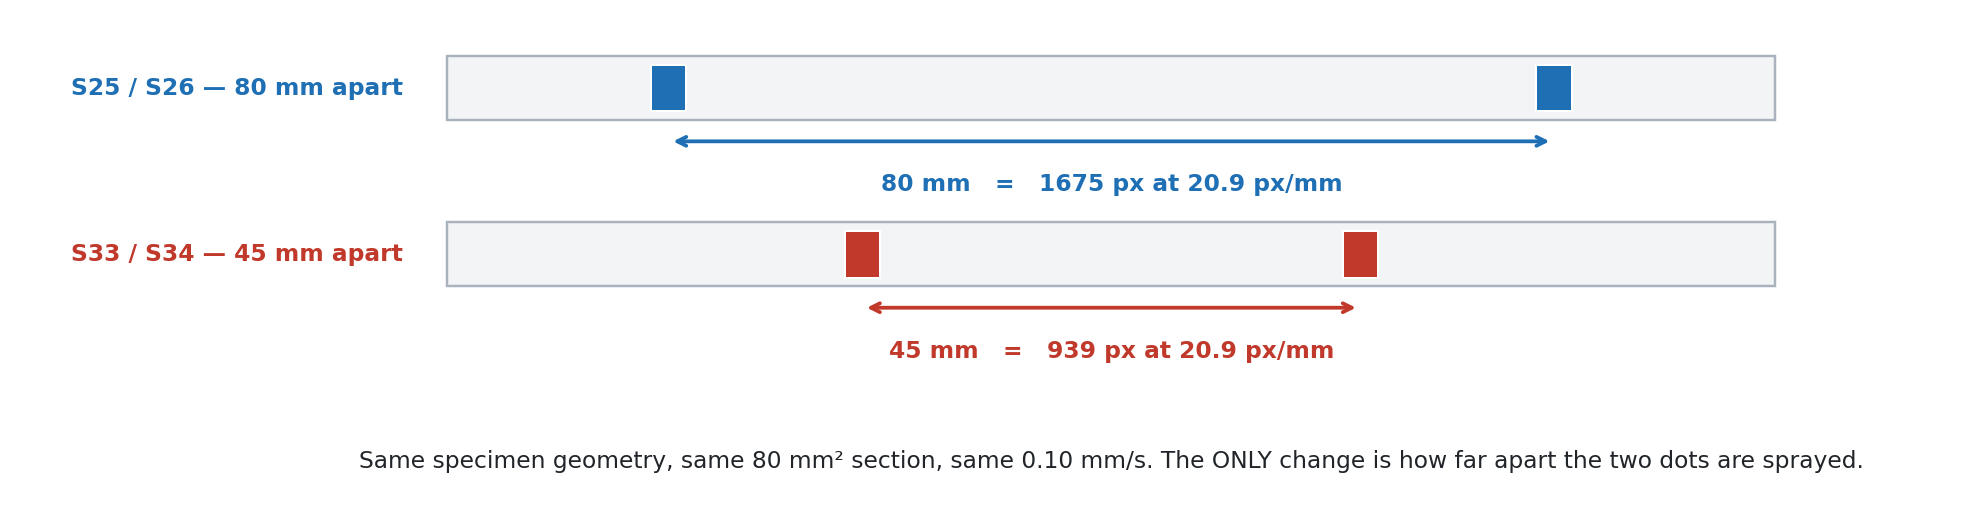 S25 / S26 — 80 mm apart
80 mm = 1675 px at 20.9 px/mm
S33 / S34 — 45 mm apart
45 mm = 939 px at 20.9 px/mm
Same specimen geometry, same 80 mm² section, same 0.10 mm/s. The ONLY change is how far apart the two dots are sprayed.